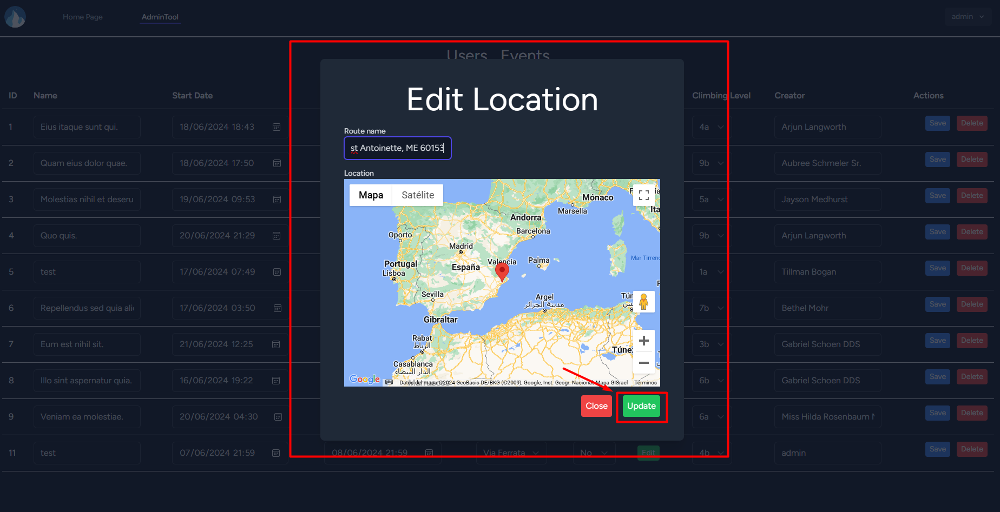 Home Page
AdminTool
admin
Users Events
ID Name Start Date Climbing Level Creator Actions
1 Eius itaque sunt qui. 18/06/2024 18:43 4a Arjun Langworth Save Delete
2 Quam eius dolor quae. 18/06/2024 17:50 9b Aubree Schmeler Sr. Save Delete
3 Molestias nihil et deseru 19/06/2024 09:53 5a Jayson Medhurst Save Delete
4 Quo quis. 20/06/2024 21:29 9b Arjun Langworth Save Delete
5 test 17/06/2024 07:49 1a Tillman Bogan Save Delete
6 Repellendus sed quia ali 17/06/2024 03:50 7b Bethel Mohr Save Delete
7 Eum est nihil sit. 21/06/2024 12:25 3b Gabriel Schoen DDS Save Delete
8 Illo sint aspernatur quia. 16/06/2024 19:22 6b Gabriel Schoen DDS Save Delete
9 Veniam ea molestiae. 20/06/2024 04:30 6a Miss Hilda Rosenbaum Save Delete
11 test 07/06/2024 21:59 08/06/2024 21:59 Via Ferrata No Edit 4b admin Save Delete
Edit Location
Route name
st Antoinette, ME 60153
Location
Mapa Satélite
Mónaco
Marsella
Ita
Andorra
Barcelona
Oporto
Madrid
Mar Tirreno
Portugal
España
Valencia
Palma
Lisboa
Sevilla
Argel
مدينة الجزائر
Tún
Gibraltar
Rabat
الرباط
Túnez
Casablanca
الدار البيضاء
Google
Datos del mapa ©2024 GeoBasis-DE/BKG (©2009), Google, Inst. Geogr. Nacional, Mapa GISrael Términos
Close Update